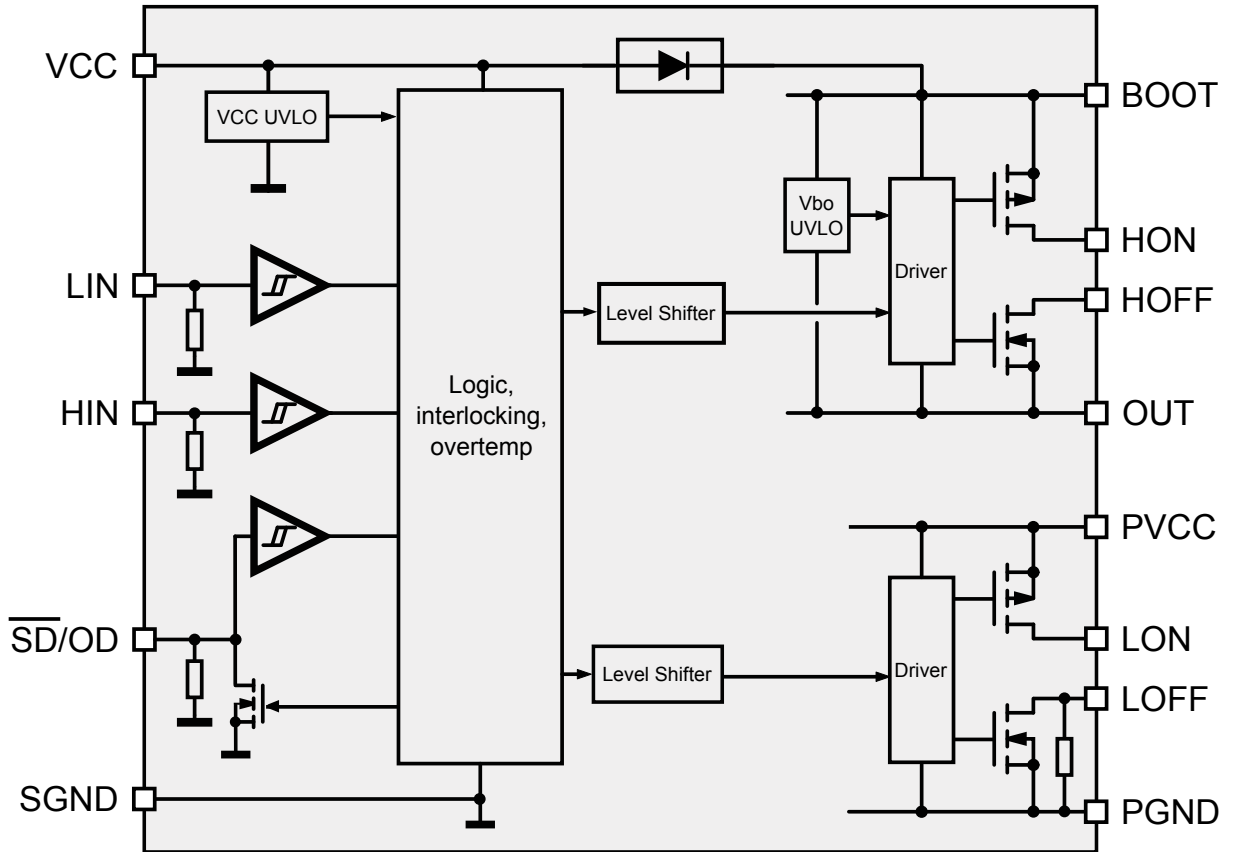 VCC
BOOT
VCC UVLO
Vbo
UVLO
HON
Driver
LIN
HOFF
Level Shifter
Logic,
interlocking,
overtemp
HIN
OUT
PVCC
SD/OD
LON
Level Shifter
Driver
LOFF
SGND
PGND